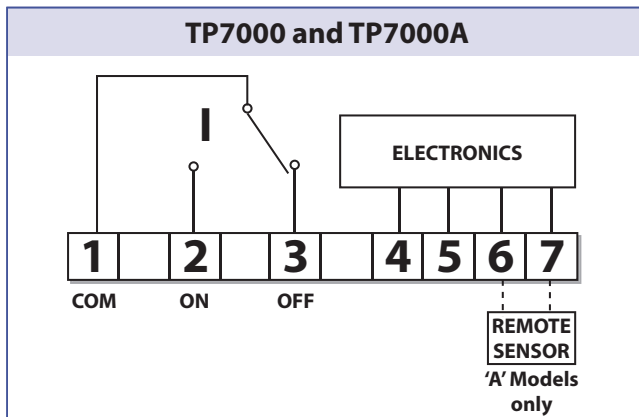 TP7000 and TP7000A
I
ELECTRONICS
1 2 3 4 5 6 7
COM ON OFF
REMOTE
SENSOR
'A' Models
only